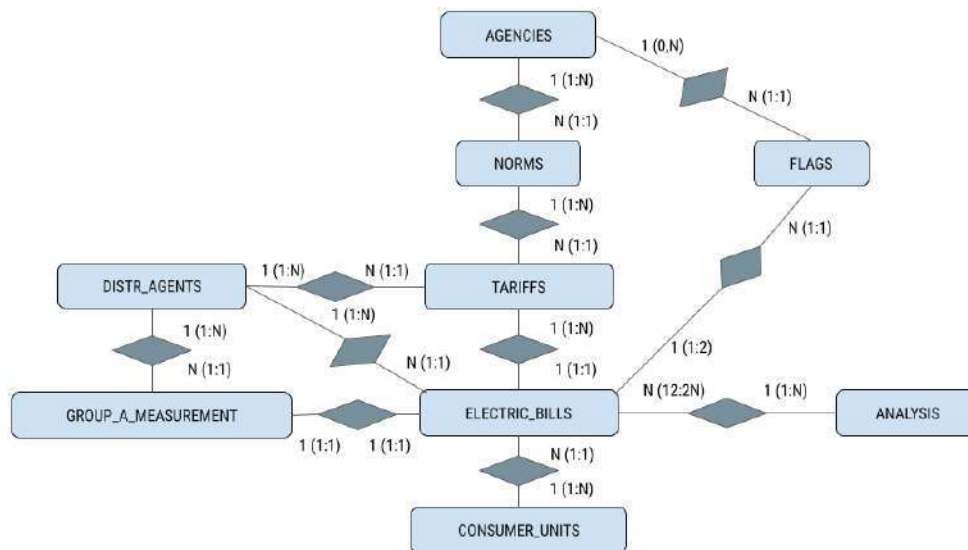 AGENCIES
1 (0,N)
1 (1:N)
N (1:1)
N (1:1)
NORMS
FLAGS
1 (1:N)
N (1:1)
N (1:1)
DISTR_AGENTS
1 (1:N)
N (1:1)
TARIFFS
1 (1:N)
1 (1:N)
1 (1:N)
N (1:1)
1 (1:1)
1 (1:2)
N (1:1)
GROUP_A_MEASUREMENT
1 (1:1)
1 (1:1)
ELECTRIC_BILLS
N (12:2N)
1 (1:N)
ANALYSIS
N (1:1)
1 (1:N)
CONSUMER_UNITS